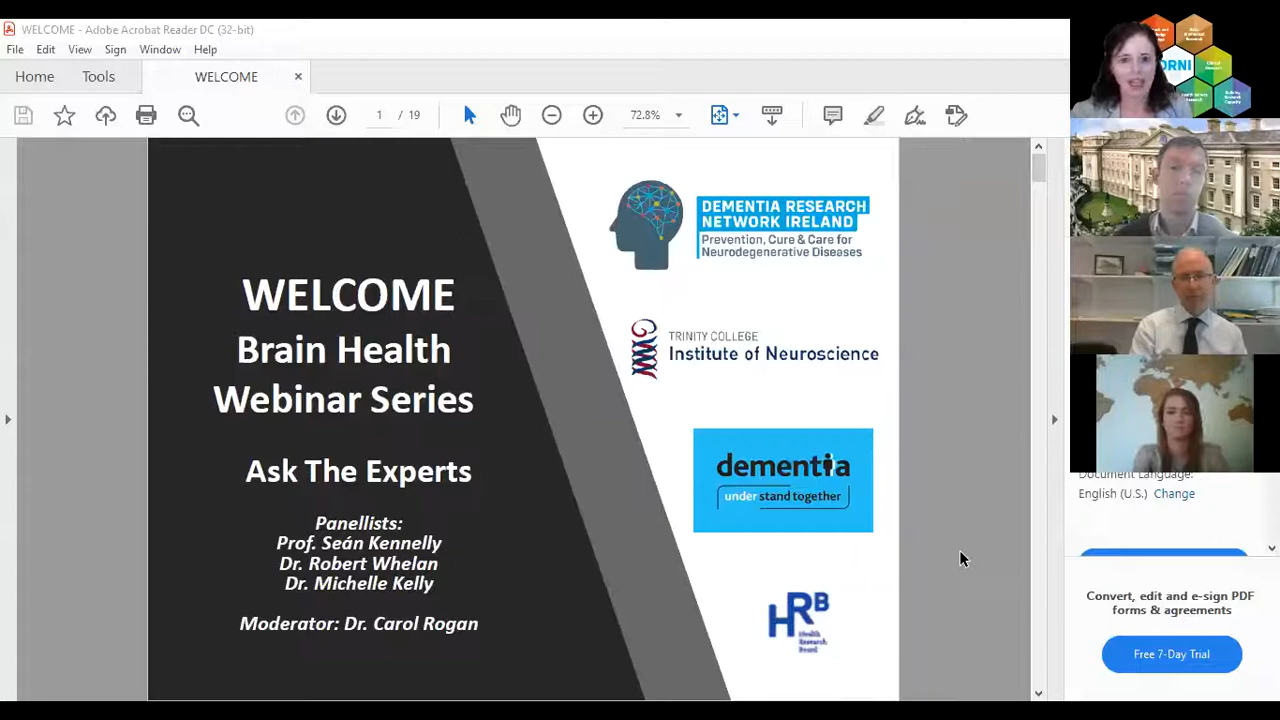 WELCOME - Adobe Acrobat Reader DC (32-bit)
File Edit View Sign Window Help
Home Tools WELCOME ×
1 / 19 72.8%
WELCOME
Brain Health
Webinar Series
Ask The Experts
Panellists:
Prof. Seán Kennelly
Dr. Robert Whelan
Dr. Michelle Kelly
Moderator: Dr. Carol Rogan
DEMENTIA RESEARCH
NETWORK IRELAND
Prevention, Cure & Care for
Neurodegenerative Diseases
TRINITY COLLEGE
Institute of Neuroscience
dementia
understand together
HRB
Health
Research
Board
Document Language:
English (U.S.) Change
Convert, edit and e-sign PDF
forms & agreements
Free 7-Day Trial